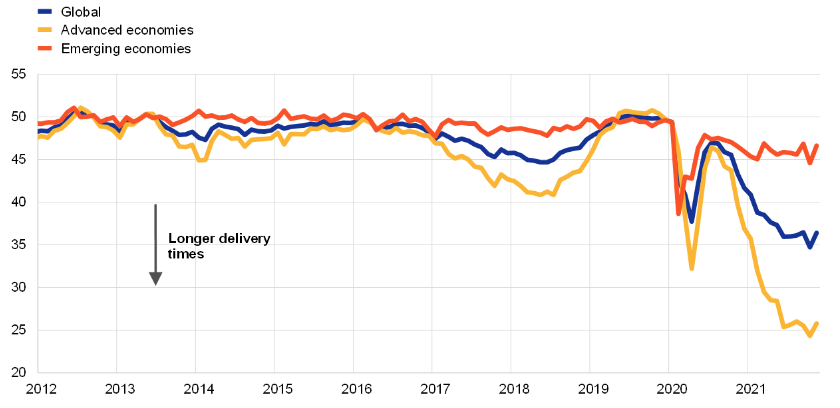 Global
Advanced economies
Emerging economies
55
50
45
40
35
30
25
20
Longer delivery
times
2012 2013 2014 2015 2016 2017 2018 2019 2020 2021